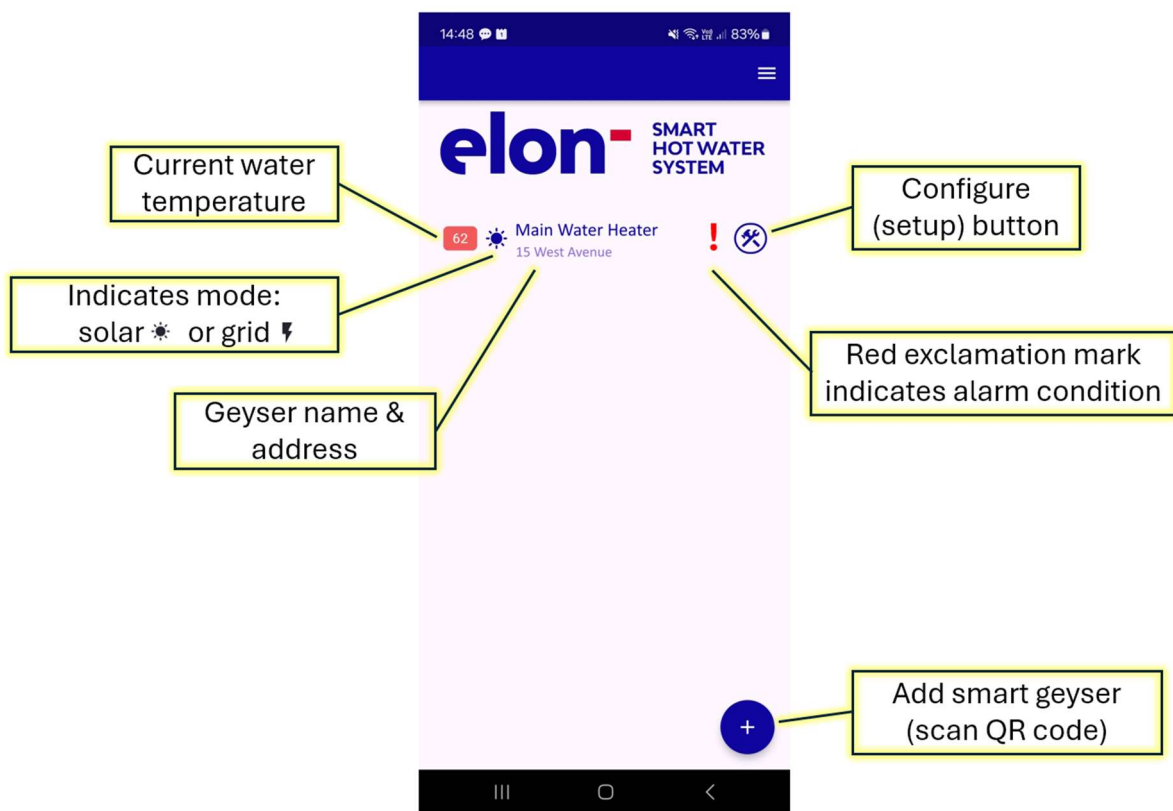 14:48
83%
elon
SMART
HOT WATER
SYSTEM
Current water
temperature
Configure
(setup) button
62
Main Water Heater
15 West Avenue
Indicates mode:
solar ☀ or grid
Red exclamation mark
indicates alarm condition
Geyser name &
address
Add smart geyser
(scan QR code)
+